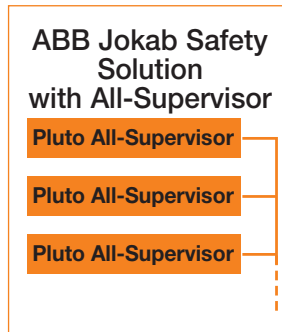 ABB Jokab Safety
Solution
with All-Supervisor
Pluto All-Supervisor
Pluto All-Supervisor
Pluto All-Supervisor